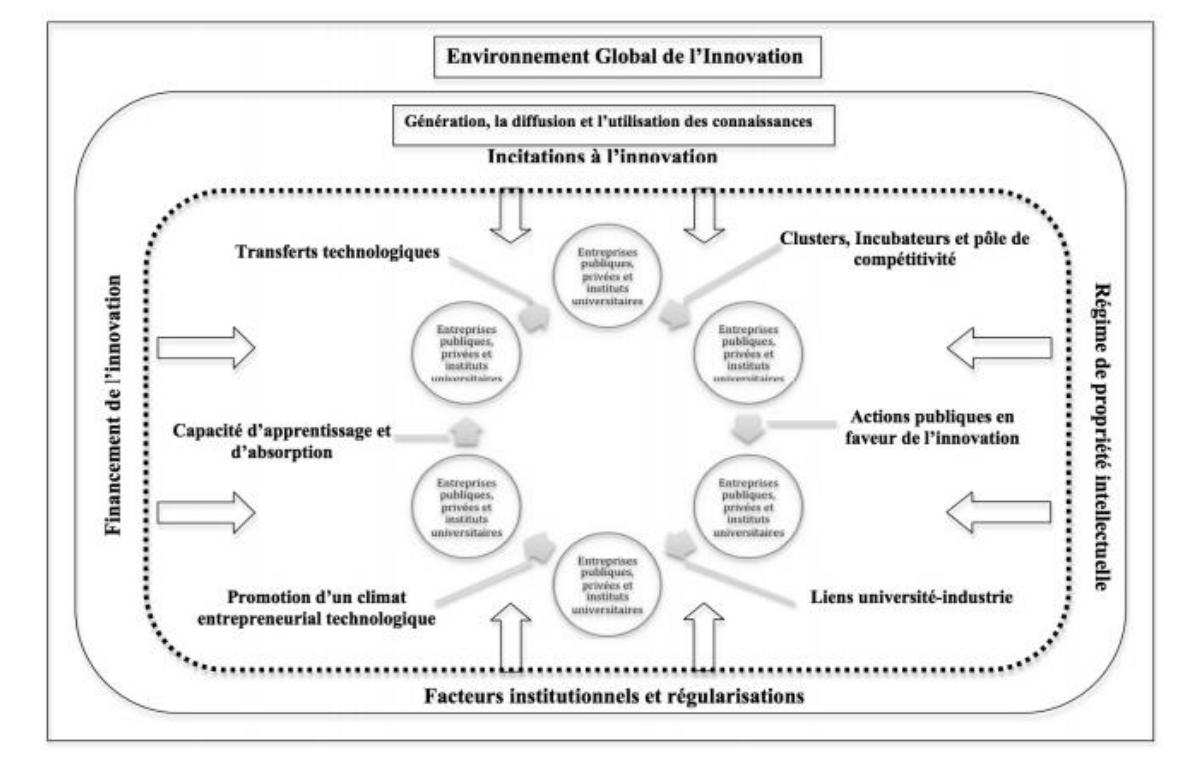 Environnement Global de l’Innovation
Génération, la diffusion et l’utilisation des connaissances
Incitations à l’innovation
Transferts technologiques
Clusters, Incubateurs et pôle de
compétitivité
Entreprises
publiques,
privées et
instituts
universitaires
Entreprises
publiques,
privées et
instituts
universitaires
Entreprises
publiques,
privées et
instituts
universitaires
Financement de l’innovation
Régime de propriété intellectuelle
Capacité d’apprentissage et
d’absorption
Actions publiques en
faveur de l’innovation
Entreprises
publiques,
privées et
instituts
universitaires
Entreprises
publiques,
privées et
instituts
universitaires
Entreprises
publiques,
privées et
instituts
universitaires
Promotion d’un climat
entrepreneurial technologique
Liens université-industrie
Facteurs institutionnels et régularisations